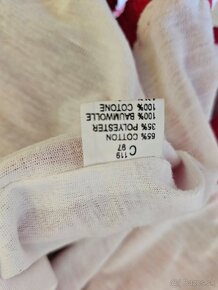 C 119
97
65% COTTON
35% POLYESTER
100% BAUMWOLLE
100% COTONE